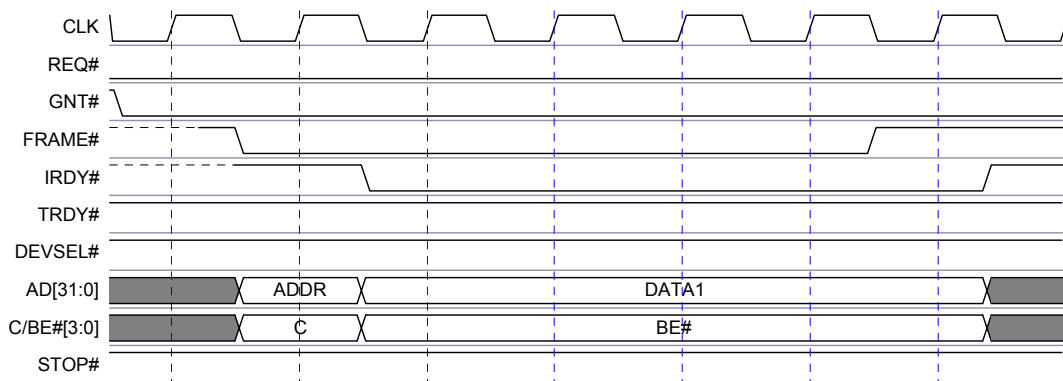 CLK
REQ#
GNT#
FRAME#
IRDY#
TRDY#
DEVSEL#
AD[31:0] ADDR DATA1
C/BE#[3:0] C BE#
STOP#